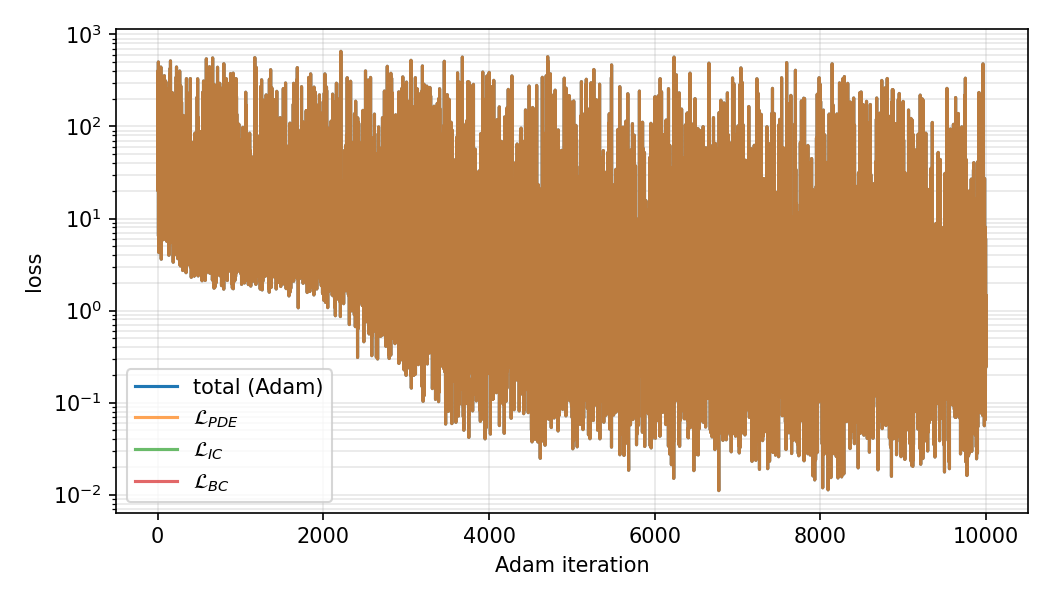 10³
10²
10¹
10⁰
10⁻¹
10⁻²
loss
total (Adam)
ℒ_PDE
ℒ_IC
ℒ_BC
0 2000 4000 6000 8000 10000
Adam iteration